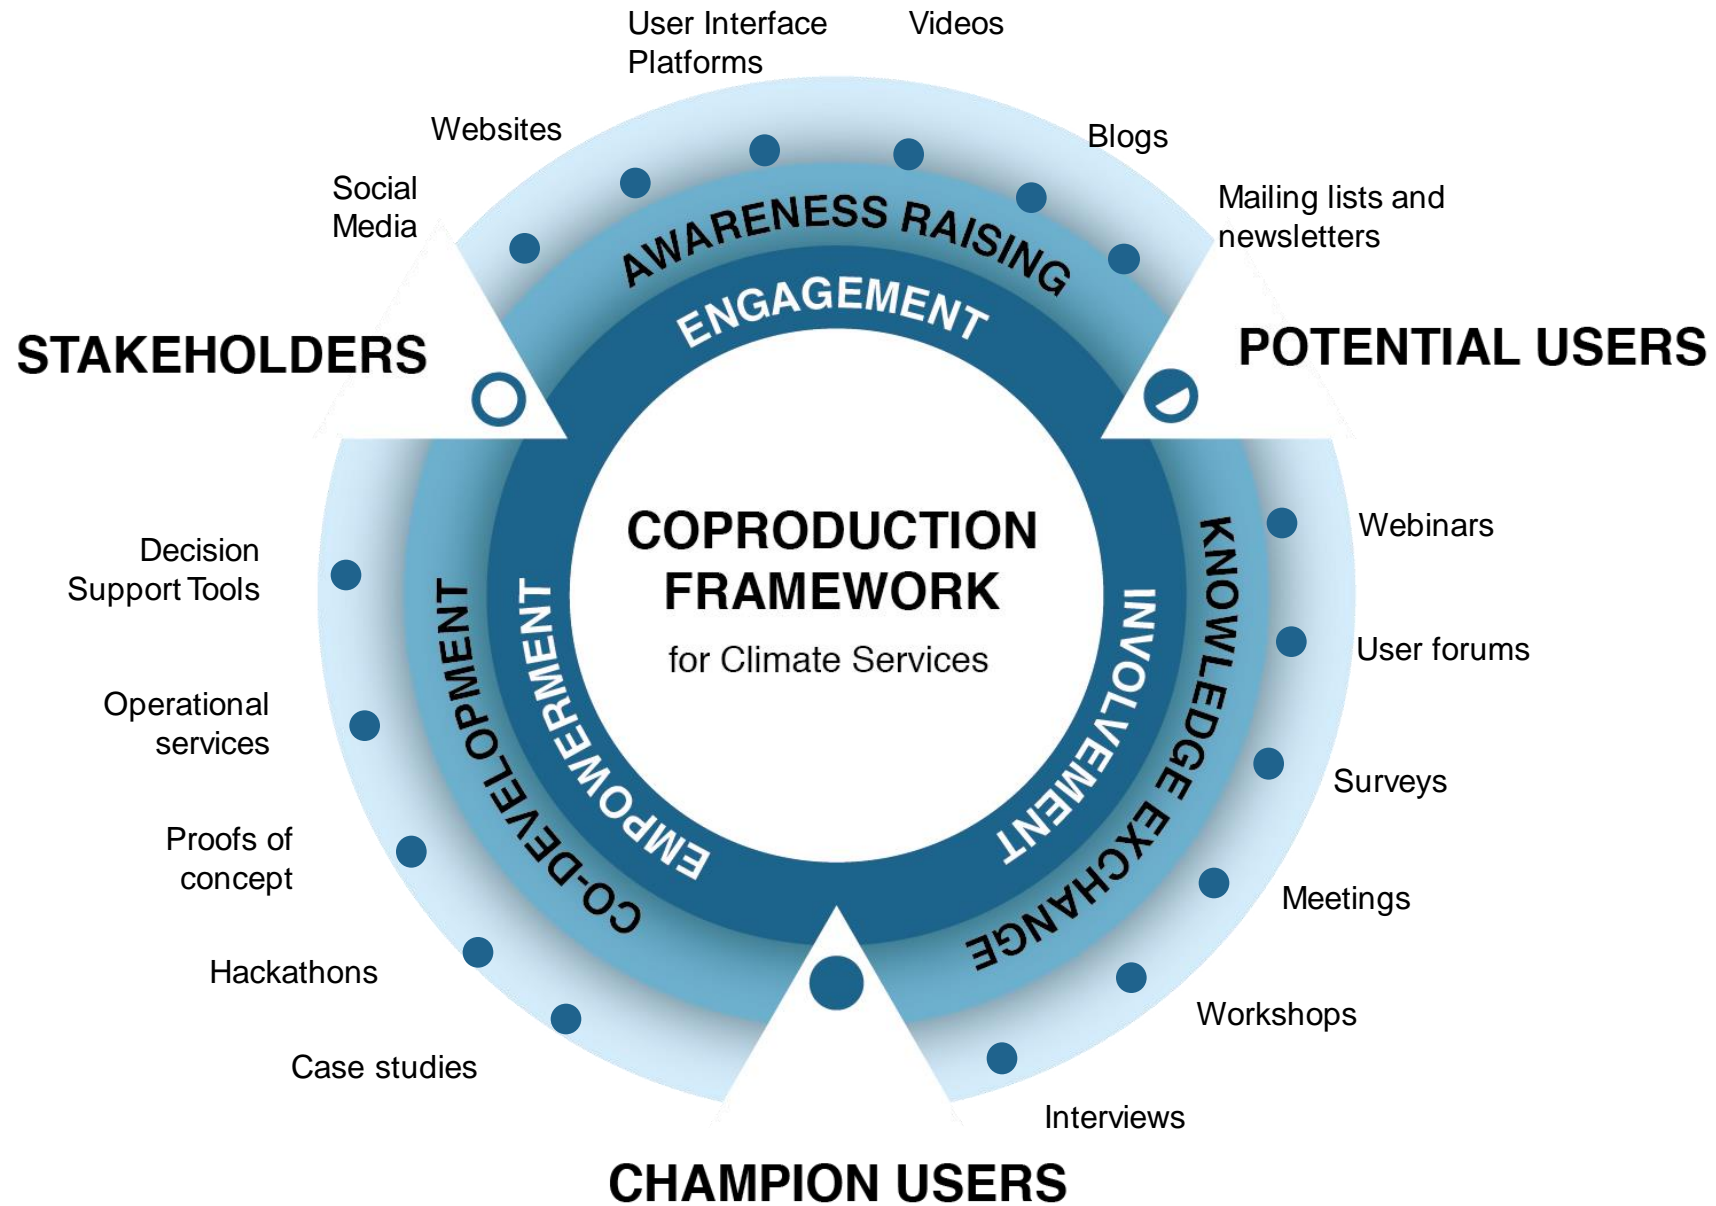 User Interface
Platforms
Videos
Websites
Blogs
Social
Media
Mailing lists and
newsletters
AWARENESS RAISING
ENGAGEMENT
STAKEHOLDERS
POTENTIAL USERS
COPRODUCTION
FRAMEWORK
for Climate Services
KNOWLEDGE EXCHANGE
INVOLVEMENT
CO-DEVELOPMENT
EMPOWERMENT
Webinars
User forums
Surveys
Meetings
Workshops
Interviews
Decision
Support Tools
Operational
services
Proofs of
concept
Hackathons
Case studies
CHAMPION USERS